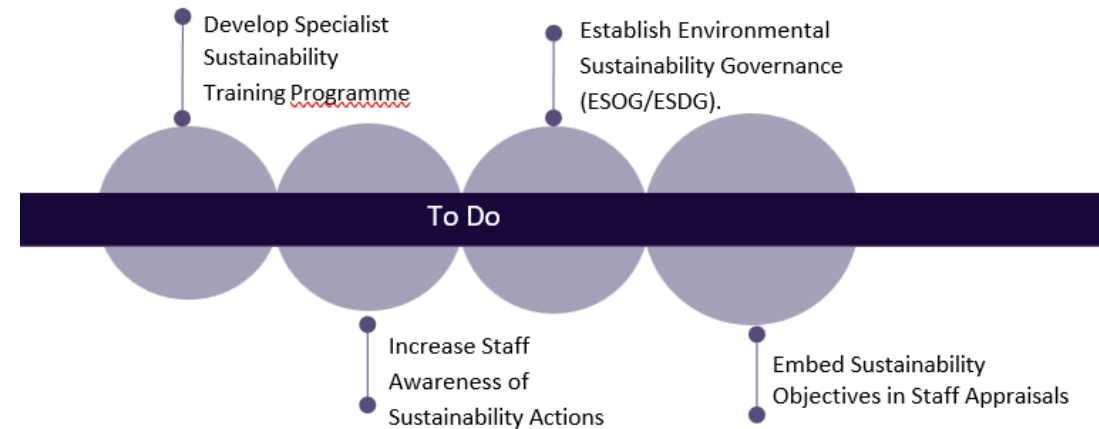 Develop Specialist
Sustainability
Training Programme
Establish Environmental
Sustainability Governance
(ESOG/ESDG).
To Do
Increase Staff
Awareness of
Sustainability Actions
Embed Sustainability
Objectives in Staff Appraisals